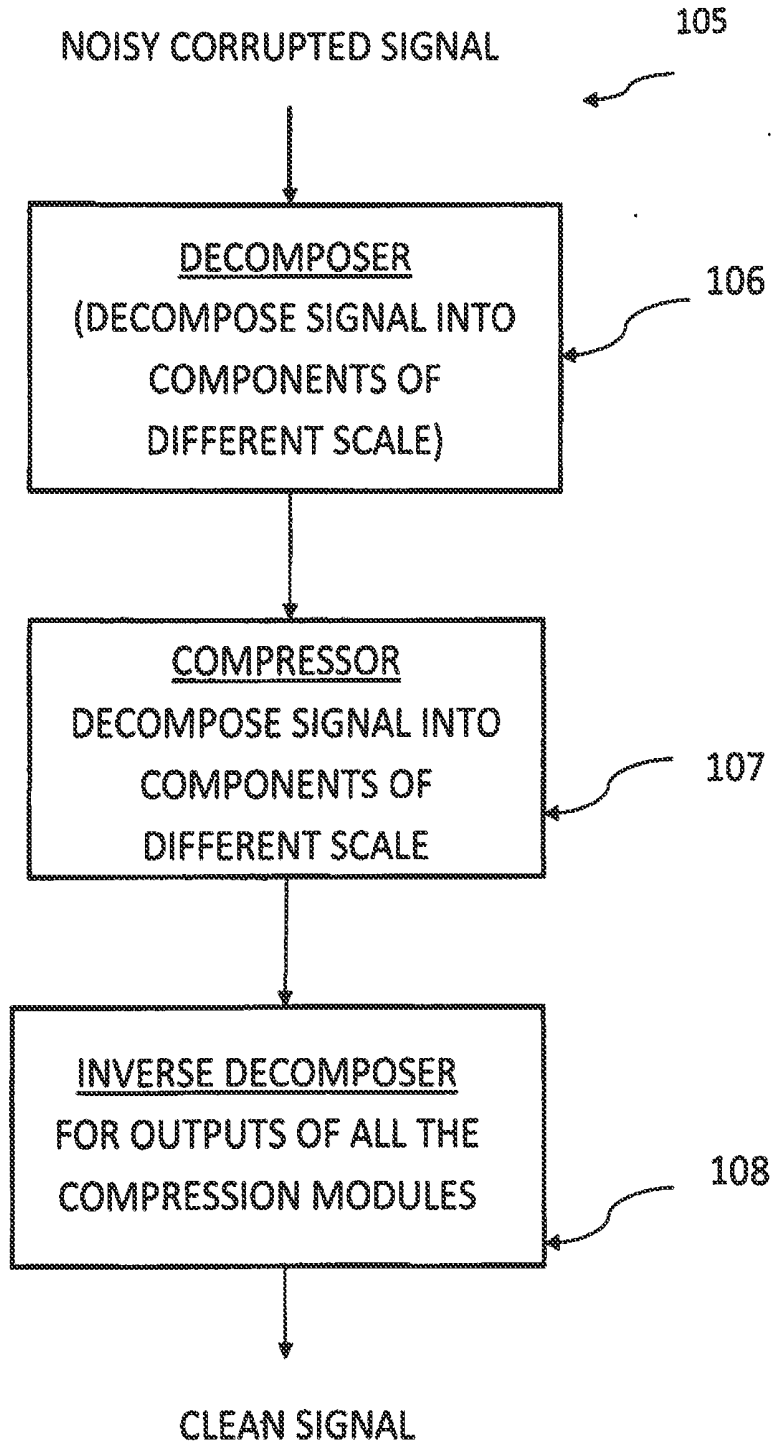 105
NOISY CORRUPTED SIGNAL
DECOMPOSER
(DECOMPOSE SIGNAL INTO
COMPONENTS OF
DIFFERENT SCALE)
106
COMPRESSOR
DECOMPOSE SIGNAL INTO
COMPONENTS OF
DIFFERENT SCALE
107
INVERSE DECOMPOSER
FOR OUTPUTS OF ALL THE
COMPRESSION MODULES
108
CLEAN SIGNAL